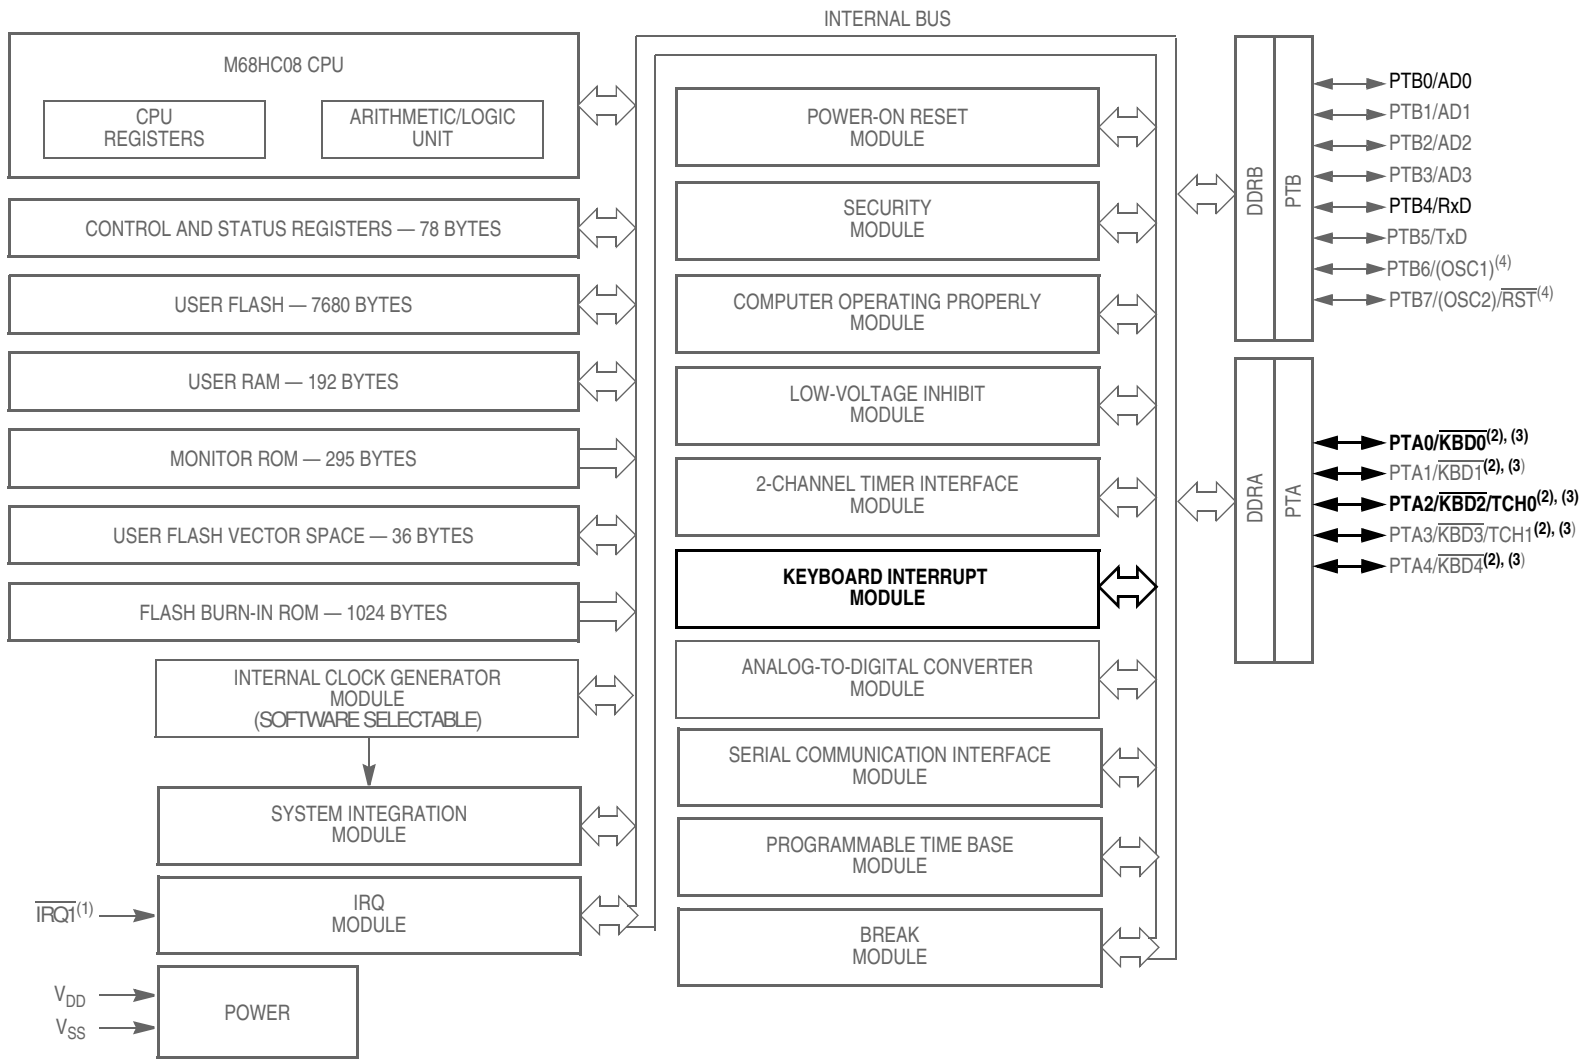 INTERNAL BUS
M68HC08 CPU
CPU
REGISTERS
ARITHMETIC/LOGIC
UNIT
CONTROL AND STATUS REGISTERS — 78 BYTES
USER FLASH — 7680 BYTES
USER RAM — 192 BYTES
MONITOR ROM — 295 BYTES
USER FLASH VECTOR SPACE — 36 BYTES
FLASH BURN-IN ROM — 1024 BYTES
INTERNAL CLOCK GENERATOR
MODULE
(SOFTWARE SELECTABLE)
SYSTEM INTEGRATION
MODULE
IRQ1(1)
IRQ
MODULE
VDD
VSS
POWER
POWER-ON RESET
MODULE
SECURITY
MODULE
COMPUTER OPERATING PROPERLY
MODULE
LOW-VOLTAGE INHIBIT
MODULE
2-CHANNEL TIMER INTERFACE
MODULE
KEYBOARD INTERRUPT
MODULE
ANALOG-TO-DIGITAL CONVERTER
MODULE
SERIAL COMMUNICATION INTERFACE
MODULE
PROGRAMMABLE TIME BASE
MODULE
BREAK
MODULE
DDRB
PTB
PTB0/AD0
PTB1/AD1
PTB2/AD2
PTB3/AD3
PTB4/RxD
PTB5/TxD
PTB6/(OSC1)(4)
PTB7/(OSC2)/RST(4)
DDRA
PTA
PTA0/KBD0(2), (3)
PTA1/KBD1(2), (3)
PTA2/KBD2/TCH0(2), (3)
PTA3/KBD3/TCH1(2), (3)
PTA4/KBD4(2), (3)